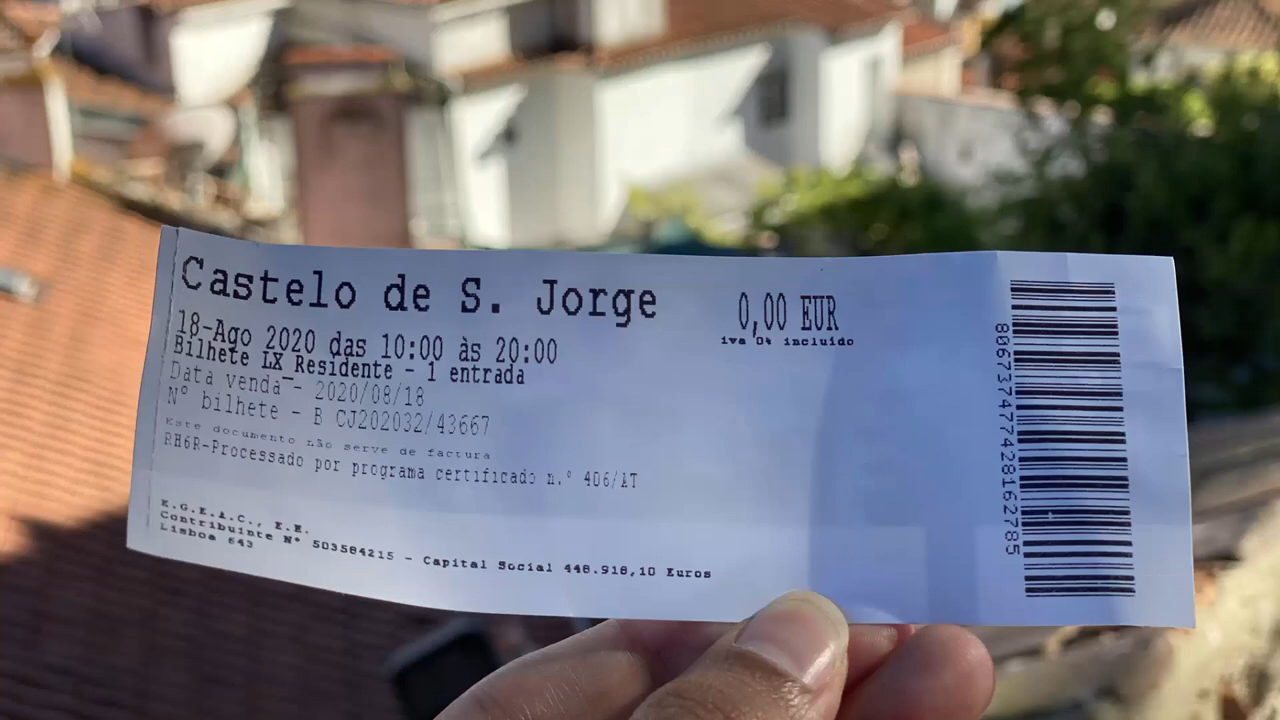 Castelo de S. Jorge
0,00 EUR
iva 0% incluido
18-Ago 2020 das 10:00 às 20:00
Bilhete LX_Residente - 1 entrada
Data venda - 2020/08/18
Nº bilhete - B CJ202032/43667
Este documento não serve de factura
RH6R-Processado por programa certificado n.º 406/AT
E.G.E.A.C., E.M.
Contribuinte Nº 503584215 - Capital Social 448.918,10 Euros
Lisboa 643
8067374774281627​85